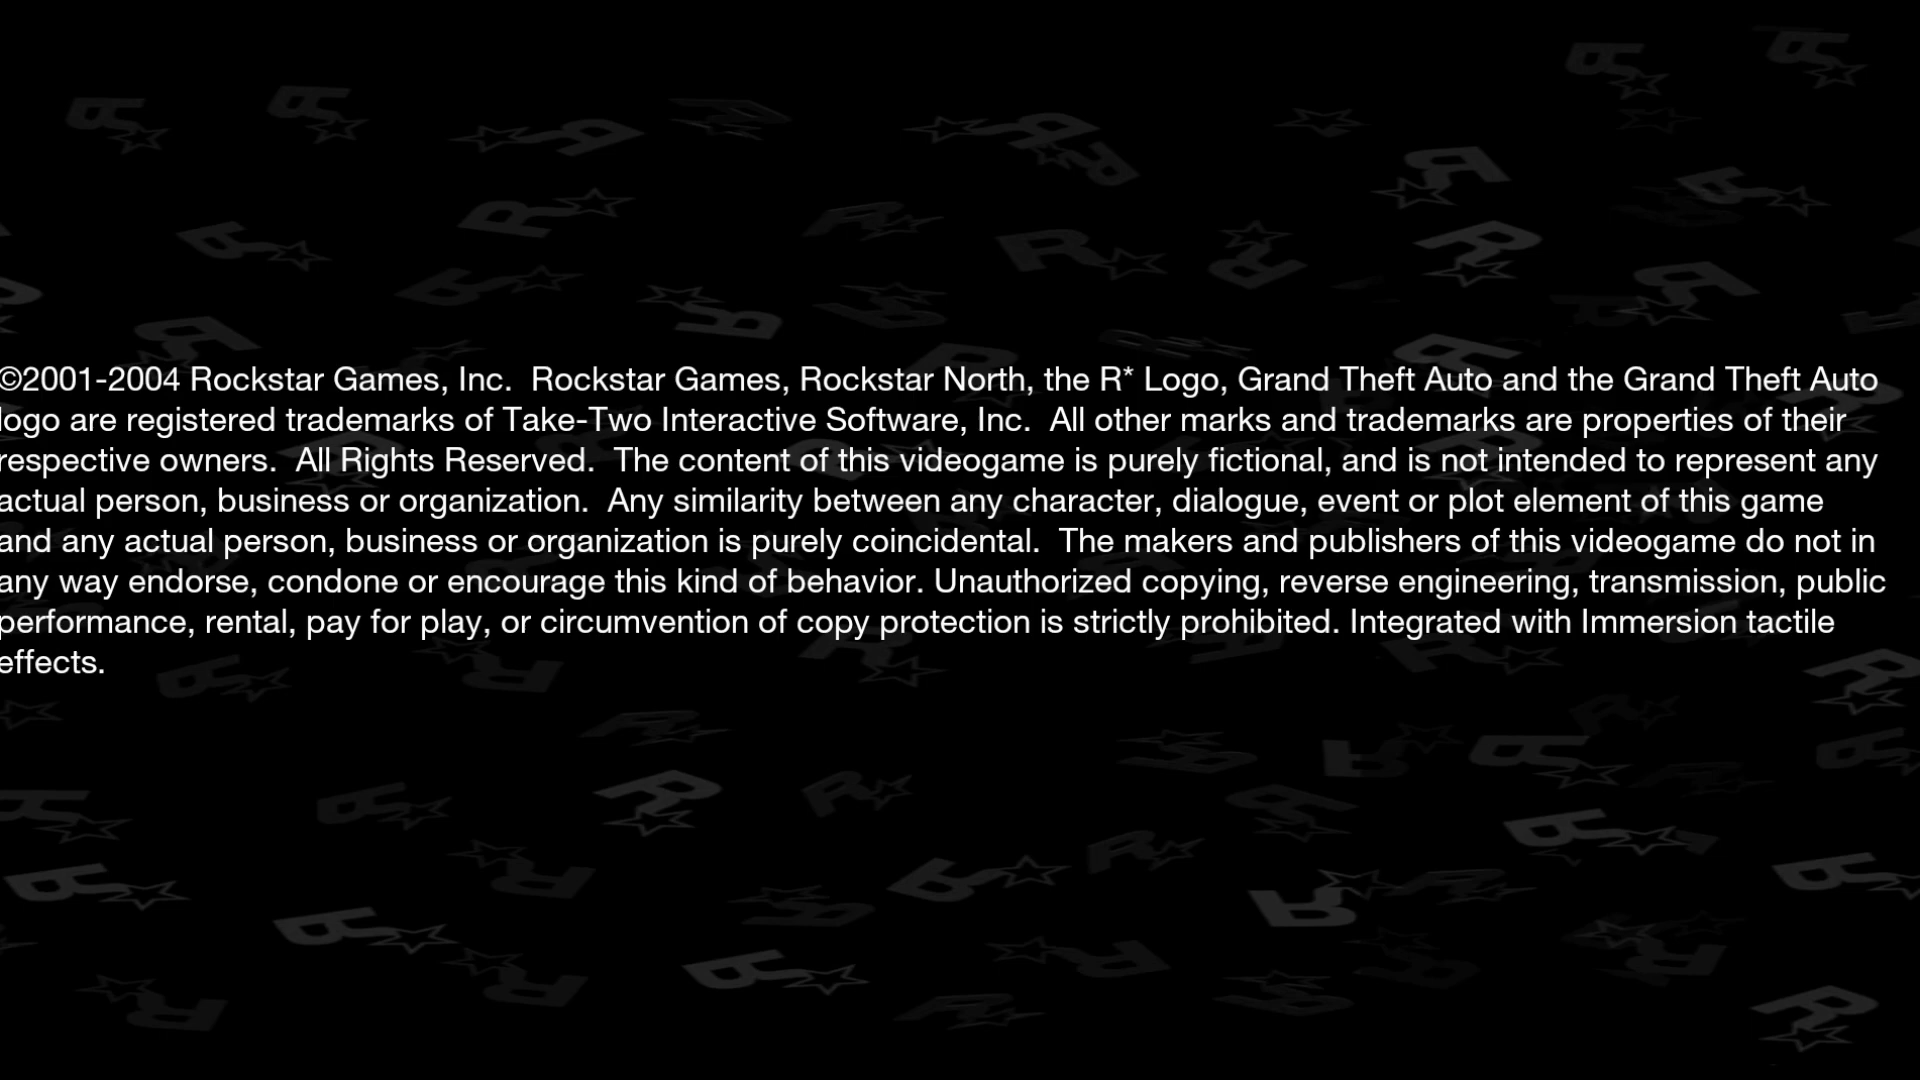 ©2001-2004 Rockstar Games, Inc.  Rockstar Games, Rockstar North, the R* Logo, Grand Theft Auto and the Grand Theft Auto
logo are registered trademarks of Take-Two Interactive Software, Inc.  All other marks and trademarks are properties of their
respective owners.  All Rights Reserved.  The content of this videogame is purely fictional, and is not intended to represent any
actual person, business or organization.  Any similarity between any character, dialogue, event or plot element of this game
and any actual person, business or organization is purely coincidental.  The makers and publishers of this videogame do not in
any way endorse, condone or encourage this kind of behavior. Unauthorized copying, reverse engineering, transmission, public
performance, rental, pay for play, or circumvention of copy protection is strictly prohibited. Integrated with Immersion tactile
effects.